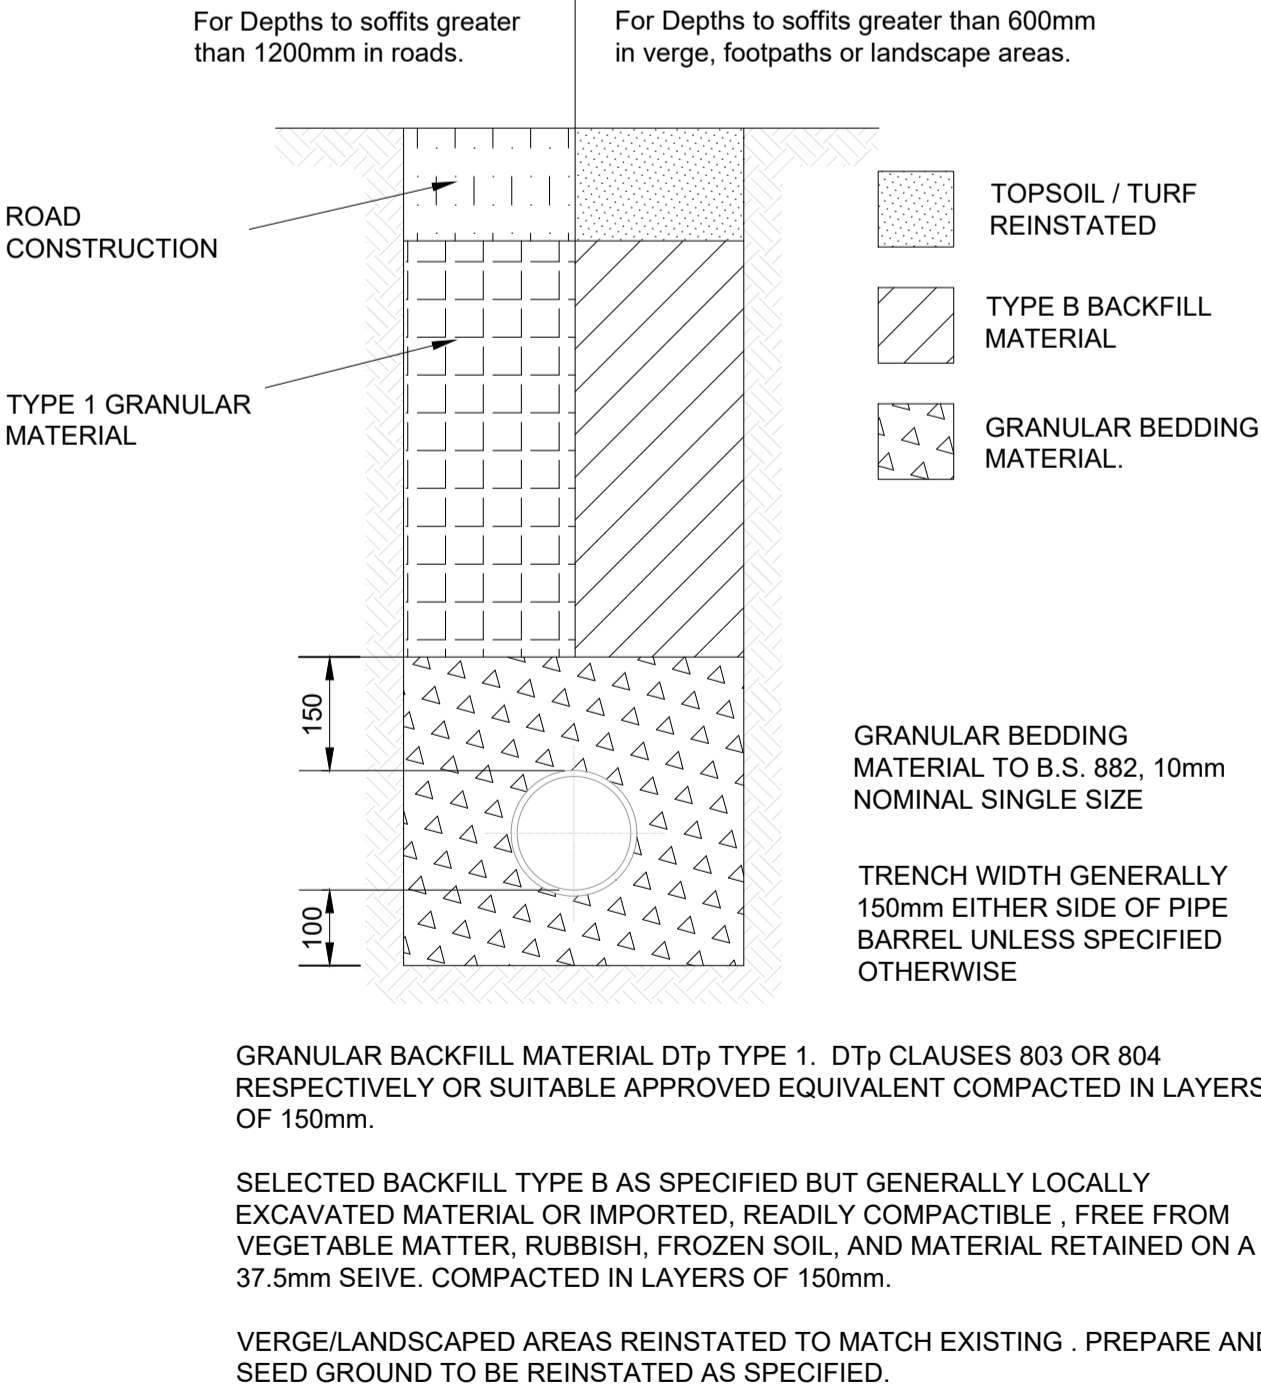 For Depths to soffits greater
than 1200mm in roads.
For Depths to soffits greater than 600mm
in verge, footpaths or landscape areas.
ROAD
CONSTRUCTION
TYPE 1 GRANULAR
MATERIAL
TOPSOIL / TURF
REINSTATED
TYPE B BACKFILL
MATERIAL
GRANULAR BEDDING
MATERIAL.
150
100
GRANULAR BEDDING
MATERIAL TO B.S. 882, 10mm
NOMINAL SINGLE SIZE
TRENCH WIDTH GENERALLY
150mm EITHER SIDE OF PIPE
BARREL UNLESS SPECIFIED
OTHERWISE
GRANULAR BACKFILL MATERIAL DTp TYPE 1. DTp CLAUSES 803 OR 804
RESPECTIVELY OR SUITABLE APPROVED EQUIVALENT COMPACTED IN LAYERS
OF 150mm.
SELECTED BACKFILL TYPE B AS SPECIFIED BUT GENERALLY LOCALLY
EXCAVATED MATERIAL OR IMPORTED, READILY COMPACTIBLE , FREE FROM
VEGETABLE MATTER, RUBBISH, FROZEN SOIL, AND MATERIAL RETAINED ON A
37.5mm SEIVE. COMPACTED IN LAYERS OF 150mm.
VERGE/LANDSCAPED AREAS REINSTATED TO MATCH EXISTING . PREPARE AND
SEED GROUND TO BE REINSTATED AS SPECIFIED.